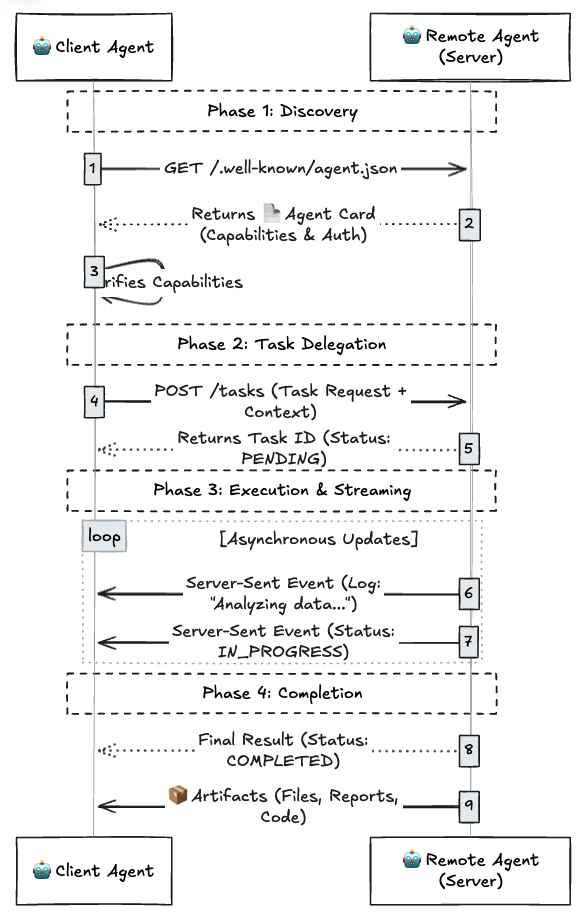 🤖 Client Agent
🤖 Remote Agent
(Server)
Phase 1: Discovery
1
GET /.well-known/agent.json
Returns 📄 Agent Card
(Capabilities & Auth)
2
3
rifies Capabilities
Phase 2: Task Delegation
4
POST /tasks (Task Request +
Context)
Returns Task ID (Status:
PENDING)
5
Phase 3: Execution & Streaming
loop
[Asynchronous Updates]
Server-Sent Event (Log:
"Analyzing data...")
6
Server-Sent Event (Status:
IN_PROGRESS)
7
Phase 4: Completion
Final Result (Status:
COMPLETED)
8
📦 Artifacts (Files, Reports,
Code)
9
🤖 Client Agent
🤖 Remote Agent
(Server)